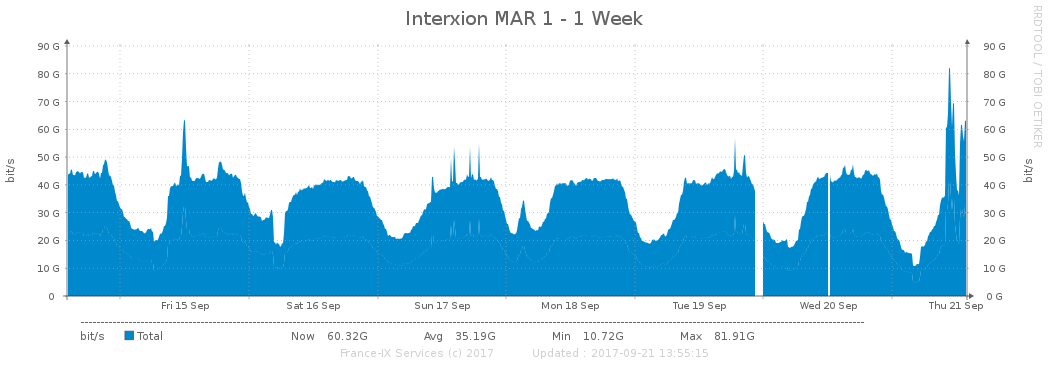 Interxion MAR 1 - 1 Week
RRDTOOL / TOBI OETIKER
90 G 90 G
80 G 80 G
70 G 70 G
60 G 60 G
50 G 50 G
40 G 40 G
30 G 30 G
20 G 20 G
10 G 10 G
0 0 G
bit/s
bit/s
Fri 15 Sep Sat 16 Sep Sun 17 Sep Mon 18 Sep Tue 19 Sep Wed 20 Sep Thu 21 Sep
bit/s Total Now 60.32G Avg 35.19G Min 10.72G Max 81.91G
France-IX Services (c) 2017 Updated : 2017-09-21 13:55:15